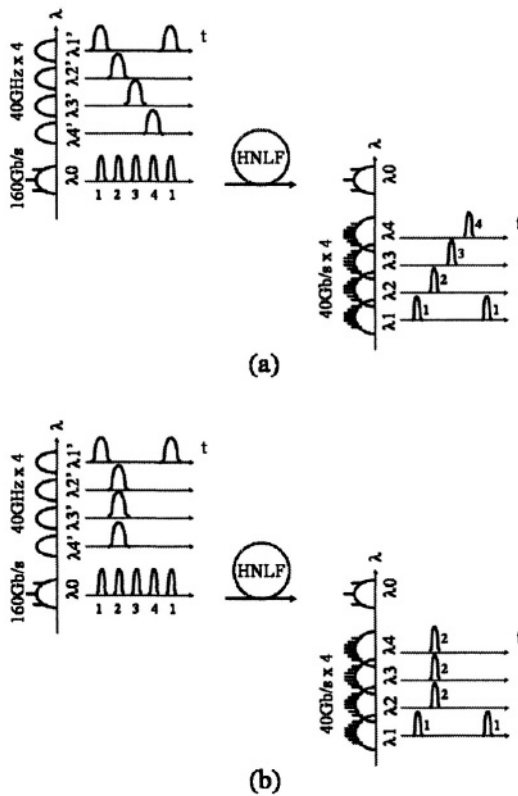 λ
40GHz x 4
λ1' t
λ2'
λ3'
λ4'
160Gb/s
λ0
1 2 3 4 1
HNLF
λ
λ0
40Gb/s x 4
λ4 4 t
λ3 3
λ2 2
λ1 1 1
(a)
λ
40GHz x 4
λ1' t
λ2'
λ3'
λ4'
160Gb/s
λ0
1 2 3 4 1
HNLF
λ
λ0
40Gb/s x 4
λ4 2 t
λ3 2
λ2 2
λ1 1 1
(b)